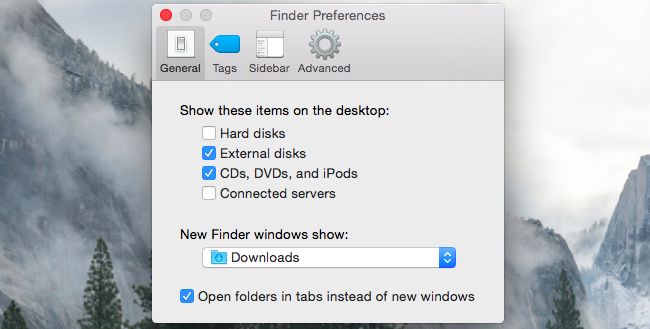 Finder Preferences
General Tags Sidebar Advanced
Show these items on the desktop:
Hard disks
External disks
CDs, DVDs, and iPods
Connected servers
New Finder windows show:
Downloads
Open folders in tabs instead of new windows